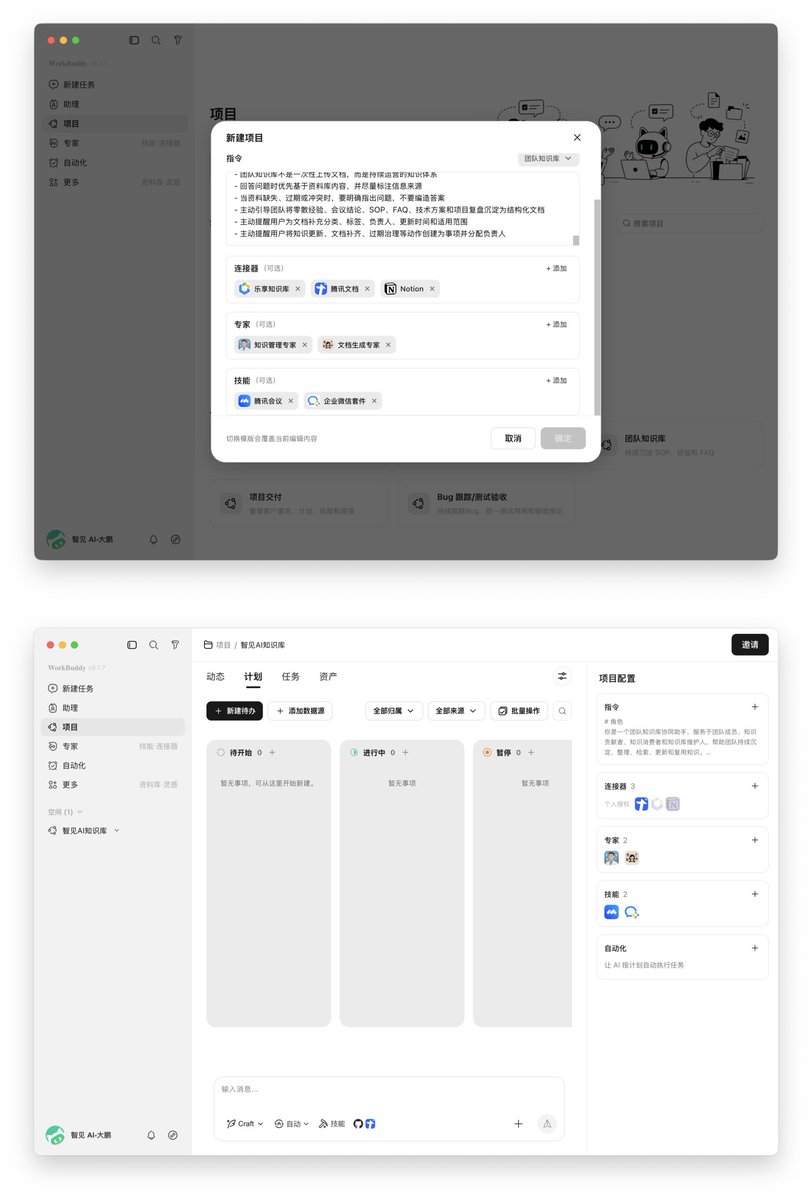 WorkBuddy v5.1.7
新建任务
助理
项目
专家 技能·连接器
自动化
更多 资料库·灵感
智见 AI-大鹏
项目
搜索项目
新建项目
指令
团队知识库
- 团队知识库不是一次性上传文档，而是持续运营的知识体系
- 回答问题时优先基于资料库内容，并尽量标注信息来源
- 当资料缺失、过期或冲突时，要明确指出问题，不要编造答案
- 主动引导团队将零散经验、会议结论、SOP、FAQ、技术方案和项目复盘沉淀为结构化文档
- 主动提醒用户为文档补充分类、标签、负责人、更新时间和适用范围
- 主动提醒用户将知识更新、文档补齐、过期治理等动作创建为事项并分配负责人
连接器（可选） + 添加
乐享知识库 × 腾讯文档 × Notion ×
专家（可选） + 添加
知识管理专家 × 文档生成专家 ×
技能（可选） + 添加
腾讯会议 × 企业微信套件 ×
切换模版会覆盖当前编辑内容
取消 确定
团队知识库
持续沉淀 SOP、经验和 FAQ
项目交付
管理客户需求、计划、风险和周报
Bug 跟踪/测试验收
持续跟踪Bug，统一测试用例和验收结论
WorkBuddy v5.1.7
新建任务
助理
项目
专家 技能·连接器
自动化
更多 资料库·灵感
空间 (1)
智见AI知识库
智见 AI-大鹏
项目 / 智见AI知识库
邀请
动态 计划 任务 资产
+ 新建待办 + 添加数据源 全部归属 全部来源 批量操作
待开始 0 +
暂无事项，可从这里开始新建。
进行中 0 +
暂无事项
暂停 0 +
暂无事项
输入消息...
Craft 自动 技能
项目配置
指令
# 角色
你是一个团队知识库协同助手，服务于团队成员、知识
贡献者、知识消费者和知识库维护人，帮助团队持续沉
淀、整理、检索、更新和复用知识，...
连接器 3
个人授权
专家 2
技能 2
自动化
让 AI 按计划自动执行任务